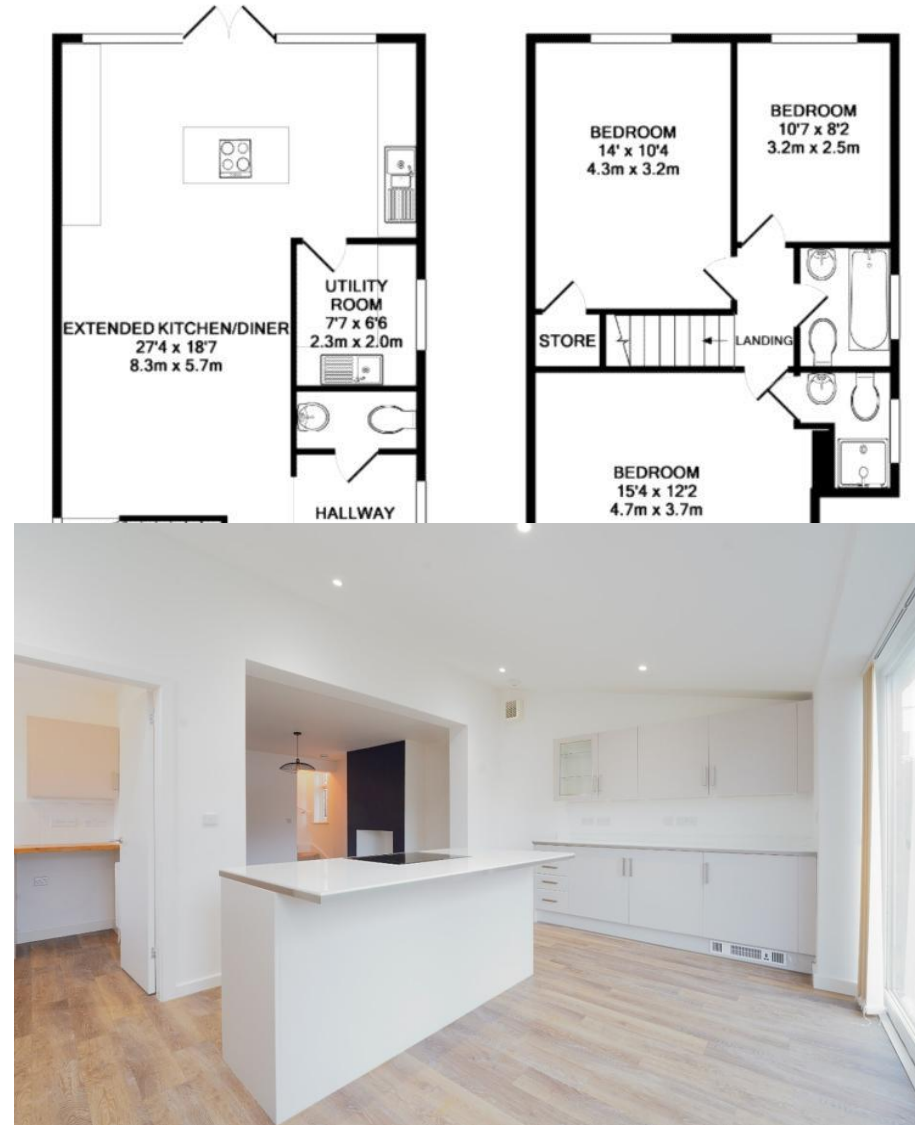 EXTENDED KITCHEN/DINER
27'4 x 18'7
8.3m x 5.7m
UTILITY
ROOM
7'7 x 6'6
2.3m x 2.0m
HALLWAY
BEDROOM
14' x 10'4
4.3m x 3.2m
BEDROOM
10'7 x 8'2
3.2m x 2.5m
STORE
LANDING
BEDROOM
15'4 x 12'2
4.7m x 3.7m